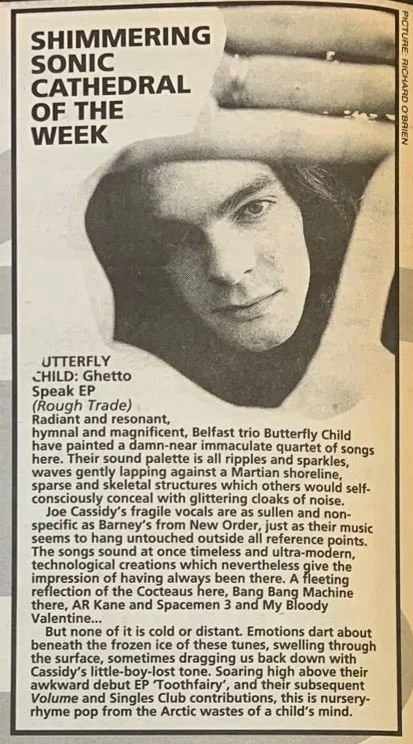 SHIMMERING
SONIC
CATHEDRAL
OF THE
WEEK
PICTURE: RICHARD O'BRIEN
UTTERFLY
CHILD: Ghetto
Speak EP
(Rough Trade)
Radiant and resonant,
hymnal and magnificent, Belfast trio Butterfly Child
have painted a damn-near immaculate quartet of songs
here. Their sound palette is all ripples and sparkles,
waves gently lapping against a Martian shoreline,
sparse and skeletal structures which others would self-
consciously conceal with glittering cloaks of noise.
Joe Cassidy's fragile vocals are as sullen and non-
specific as Barney's from New Order, just as their music
seems to hang untouched outside all reference points.
The songs sound at once timeless and ultra-modern,
technological creations which nevertheless give the
impression of having always been there. A fleeting
reflection of the Cocteaus here, Bang Bang Machine
there, AR Kane and Spacemen 3 and My Bloody
Valentine...
But none of it is cold or distant. Emotions dart about
beneath the frozen ice of these tunes, swelling through
the surface, sometimes dragging us back down with
Cassidy's little-boy-lost tone. Soaring high above their
awkward debut EP 'Toothfairy', and their subsequent
Volume and Singles Club contributions, this is nursery-
rhyme pop from the Arctic wastes of a child's mind.